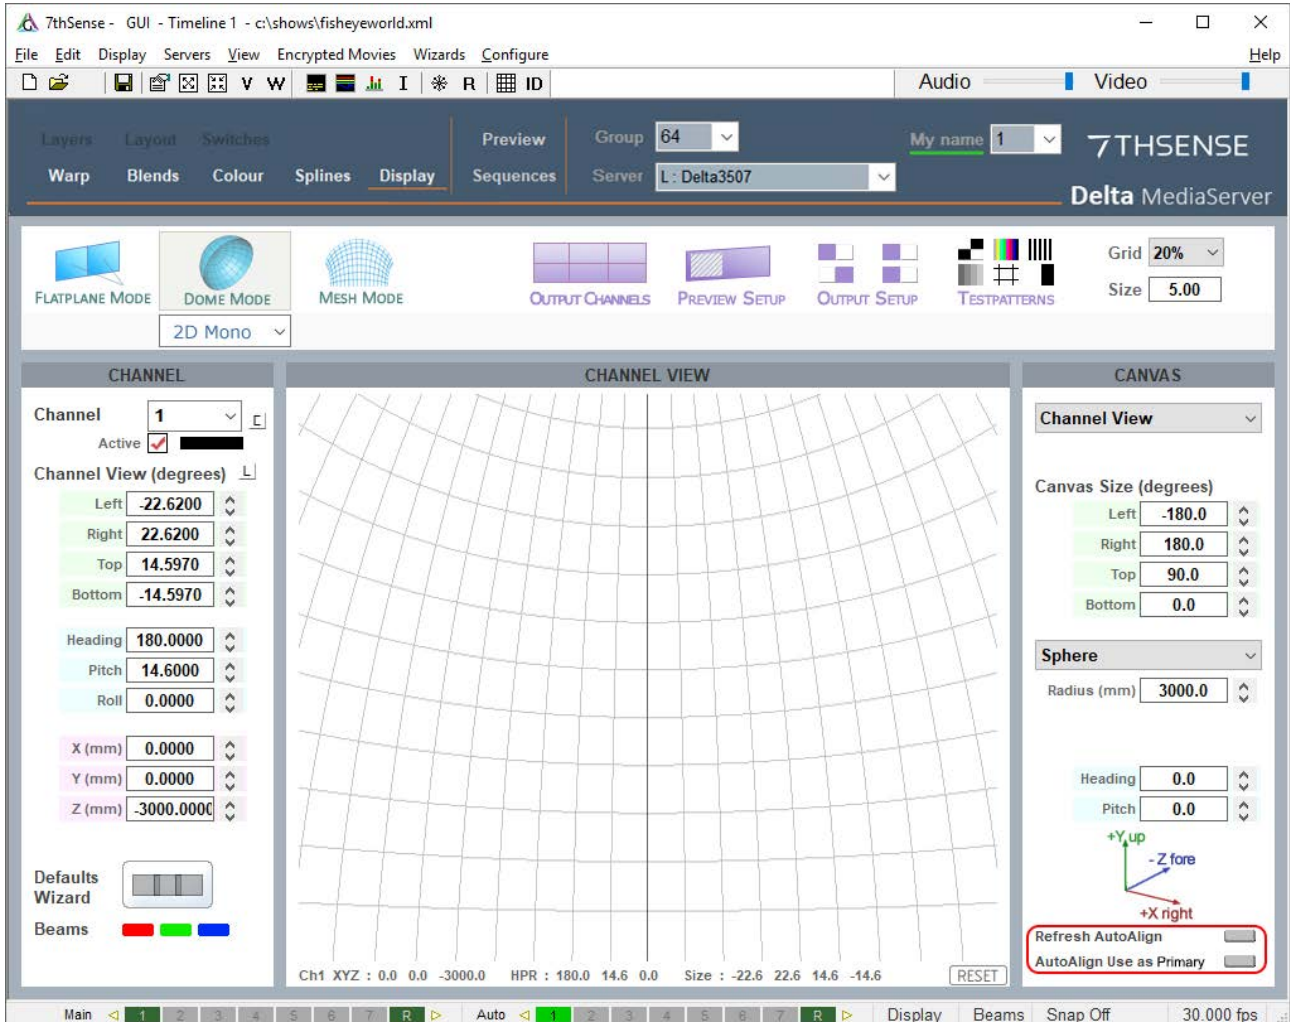 7thSense - GUI - Timeline 1 - c:\shows\fisheyeworld.xml
File Edit Display Servers View Encrypted Movies Wizards Configure Help
V W I R ID Audio Video
Layers Layout Switches Preview Group 64 My name 1 7THSENSE
Warp Blends Colour Splines Display Sequences Server L : Delta3507 Delta MediaServer
FLATPLANE MODE DOME MODE MESH MODE OUTPUT CHANNELS PREVIEW SETUP OUTPUT SETUP TESTPATTERNS Grid 20%
Size 5.00
2D Mono
CHANNEL
Channel 1 C
Active
Channel View (degrees) L
Left -22.6200
Right 22.6200
Top 14.5970
Bottom -14.5970
Heading 180.0000
Pitch 14.6000
Roll 0.0000
X (mm) 0.0000
Y (mm) 0.0000
Z (mm) -3000.0000
Defaults
Wizard
Beams
CHANNEL VIEW
Ch1 XYZ : 0.0 0.0 -3000.0 HPR : 180.0 14.6 0.0 Size : -22.6 22.6 14.6 -14.6 RESET
CANVAS
Channel View
Canvas Size (degrees)
Left -180.0
Right 180.0
Top 90.0
Bottom 0.0
Sphere
Radius (mm) 3000.0
Heading 0.0
Pitch 0.0
+Y up
- Z fore
+X right
Refresh AutoAlign
AutoAlign Use as Primary
Main 1 2 3 4 5 6 7 R Auto 1 2 3 4 5 6 7 R Display Beams Snap Off 30.000 fps